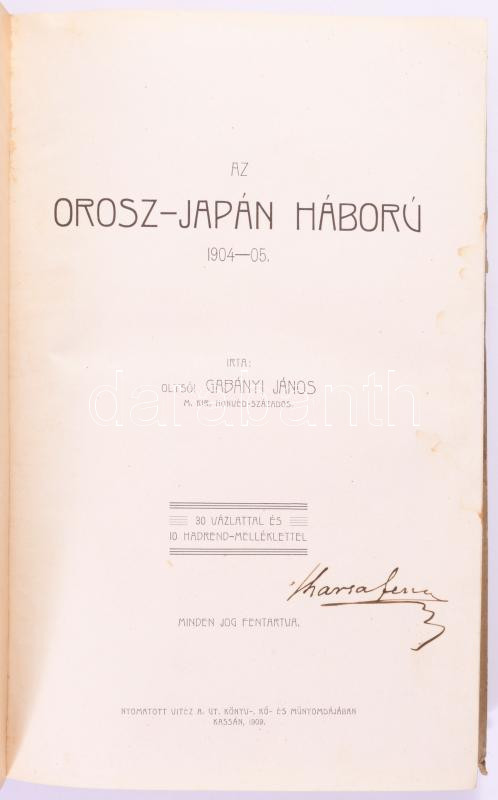 AZ
OROSZ-JAPÁN HÁBORÚ
1904—05.
IRTA:
GABÁNYI JÁNOS
M. KIR. HONVÉD-SZÁZADOS.
darabanth
30 VÁZLATTAL ÉS
10 HADREND-MELLÉKLETTEL
MINDEN JOG FENTARTVA.
NYOMATOTT VITÉZ A. UT. KÖNYV-, KŐ- ÉS MŰNYOMDÁJÁBAN
KASSÁN, 1909.